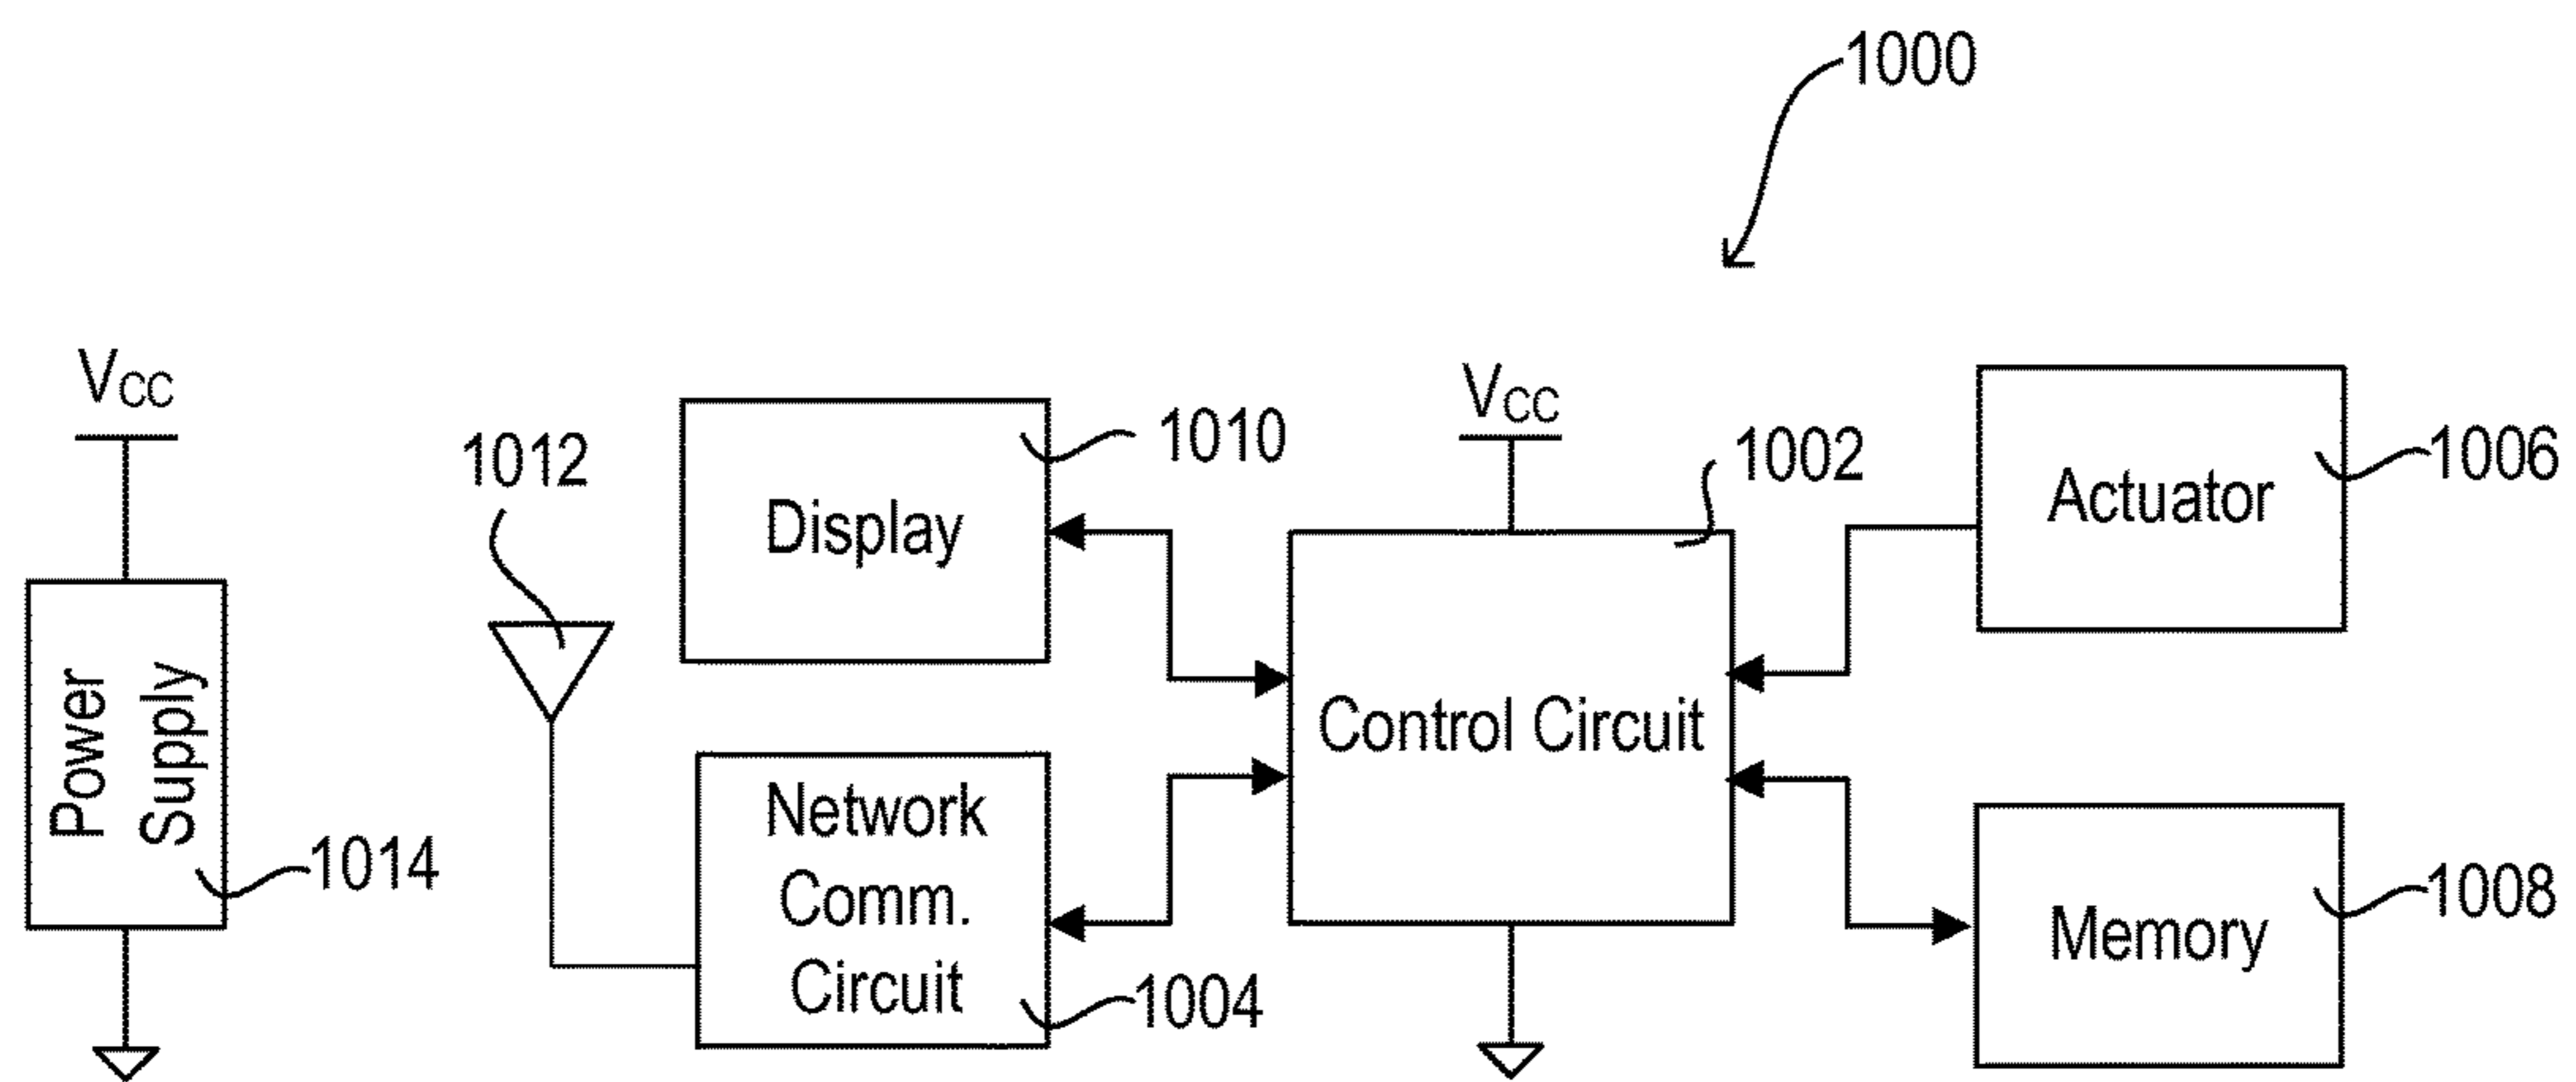 1000
VCC
1012
1010
VCC
1002
1006
Display
Actuator
Power
Supply
Control Circuit
1014
Network
Comm.
Circuit
1004
Memory
1008